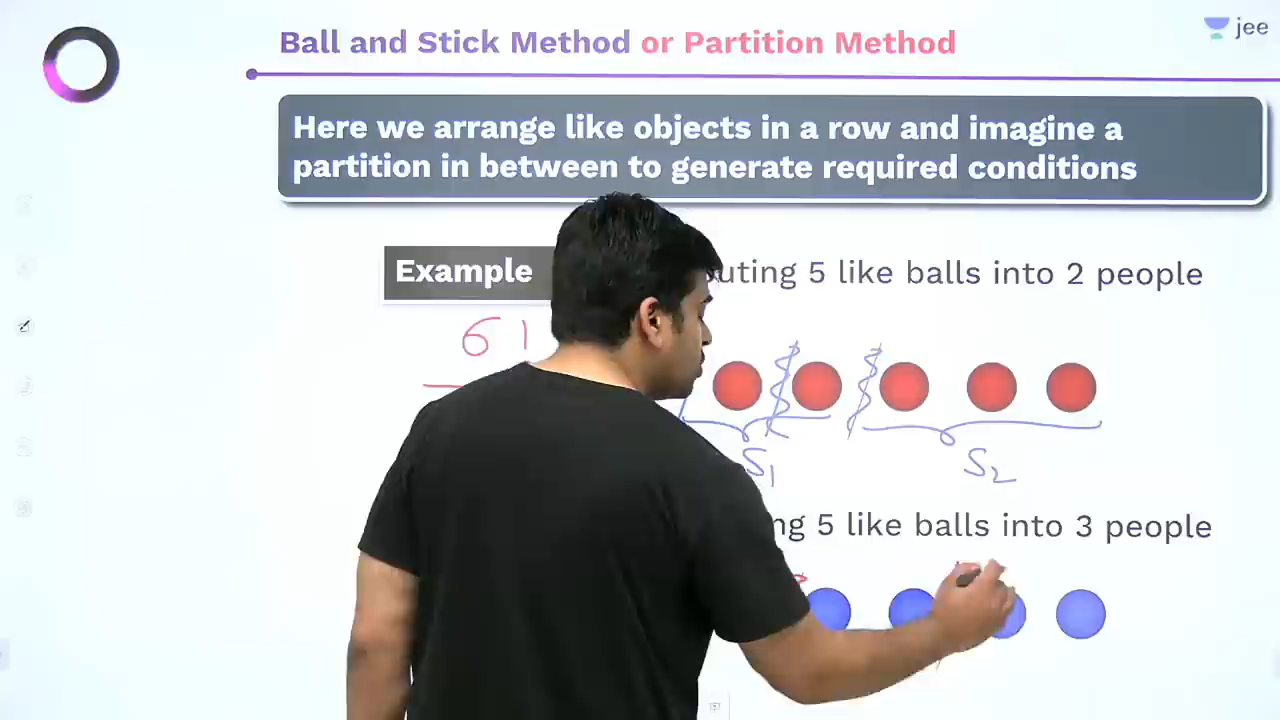 Ball and Stick Method or Partition Method
jee
Here we arrange like objects in a row and imagine a
partition in between to generate required conditions
Example
5 like balls into 2 people
6 1
S1
S2
5 like balls into 3 people